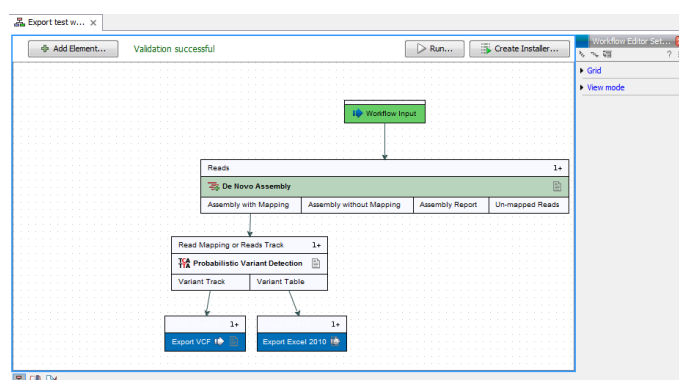 Export test w... ×
Add Element...
Validation successful
Run...
Create Installer...
Workflow Editor Set...
?
Grid
View mode
Workflow Input
Reads 1+
De Novo Assembly
Assembly with Mapping Assembly without Mapping Assembly Report Un-mapped Reads
Read Mapping or Reads Track 1+
Probabilistic Variant Detection
Variant Track Variant Table
1+ 1+
Export VCF Export Excel 2010